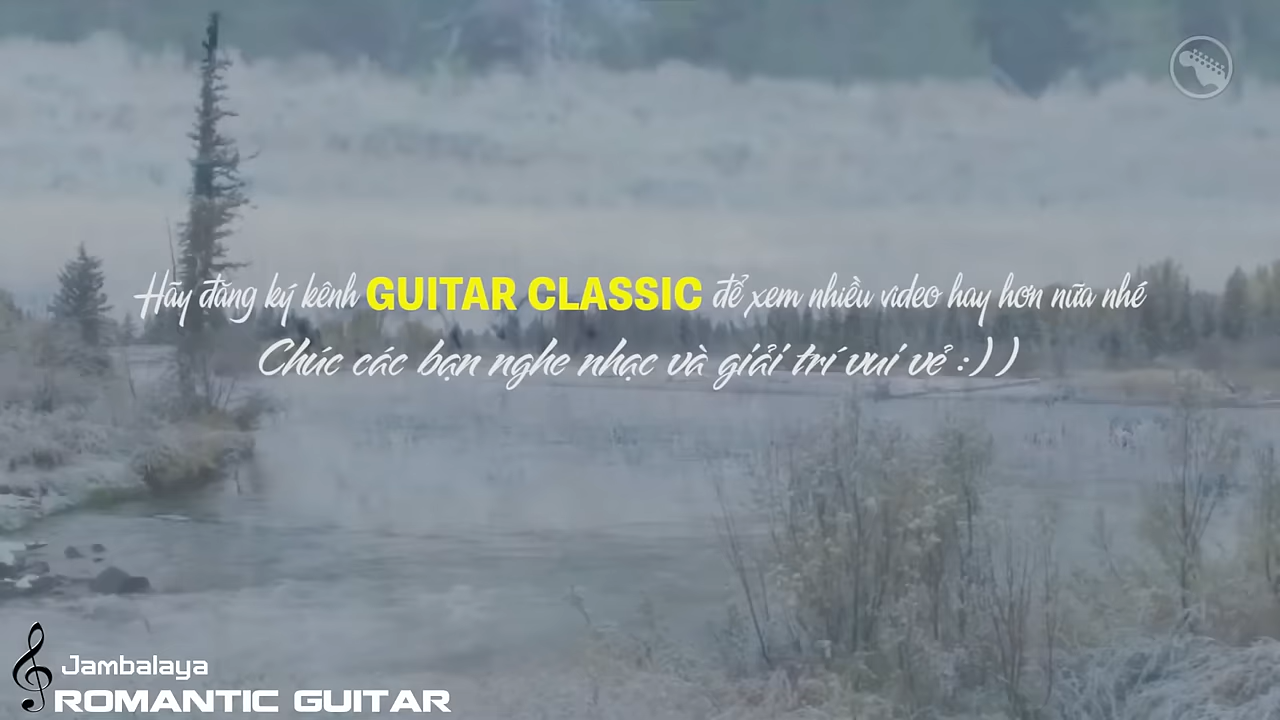 Hãy đăng ký kênh GUITAR CLASSIC để xem nhiều video hay hơn nữa nhé
Chúc các bạn nghe nhạc và giải trí vui vẻ :))
Jambalaya
ROMANTIC GUITAR